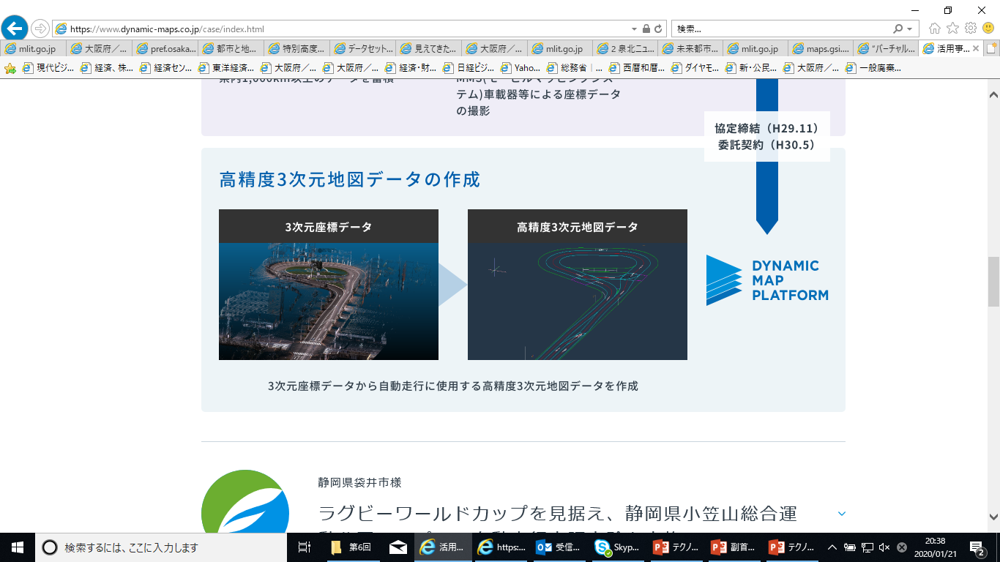 https://www.dynamic-maps.co.jp/case/index.html
検索...
mlit.go.jp
大阪府／...
pref.osaka...
都市と地...
特別高度...
データセット...
見えてきた...
大阪府／...
mlit.go.jp
2 泉北ニュ...
未来都市...
mlit.go.jp
maps.gsi....
"バーチャル...
活用事...
現代ビジ...
経済、株...
経済セン...
東洋経済...
大阪府／...
大阪府／...
経済・財...
日経ビジ...
Yaho...
総務省｜...
西暦和暦...
ダイヤモ...
新・公民...
大阪府／...
一般廃棄...
テム)車載器等による座標データ
の撮影
協定締結（H29.11）
委託契約（H30.5）
高精度3次元地図データの作成
3次元座標データ
高精度3次元地図データ
DYNAMIC
MAP
PLATFORM
3次元座標データから自動走行に使用する高精度3次元地図データを作成
静岡県袋井市様
ラグビーワールドカップを見据え、静岡県小笠山総合運
検索するには、ここに入力します
第6回
活用...
https:...
受信...
Skyp...
テクノ...
副首...
テクノ...
20:38
2020/01/21
2